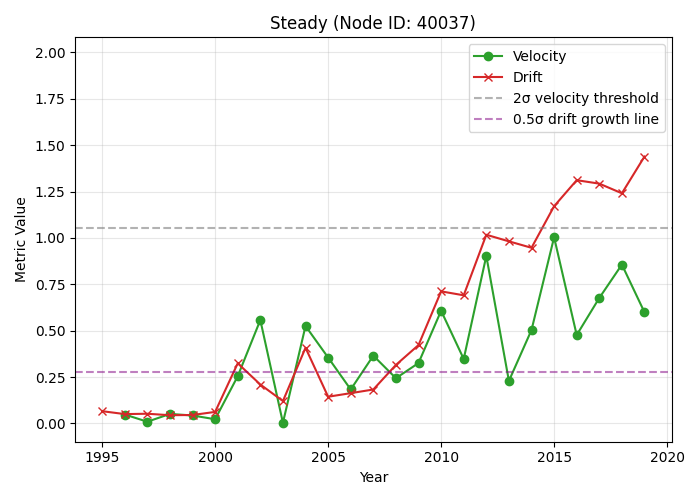 Steady (Node ID: 40037)
Velocity
Drift
2σ velocity threshold
0.5σ drift growth line
Metric Value
2.00
1.75
1.50
1.25
1.00
0.75
0.50
0.25
0.00
1995
2000
2005
2010
2015
2020
Year